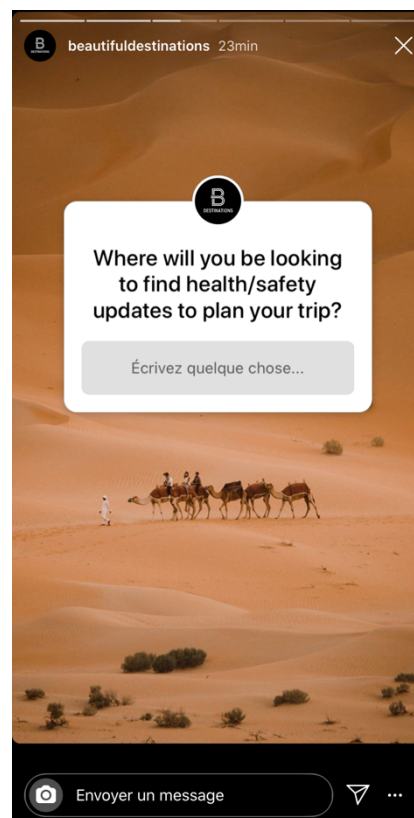 B
DESTINATIONS
beautifuldestinations 23min
B
DESTINATIONS
Where will you be looking
to find health/safety
updates to plan your trip?
Écrivez quelque chose...
Envoyer un message